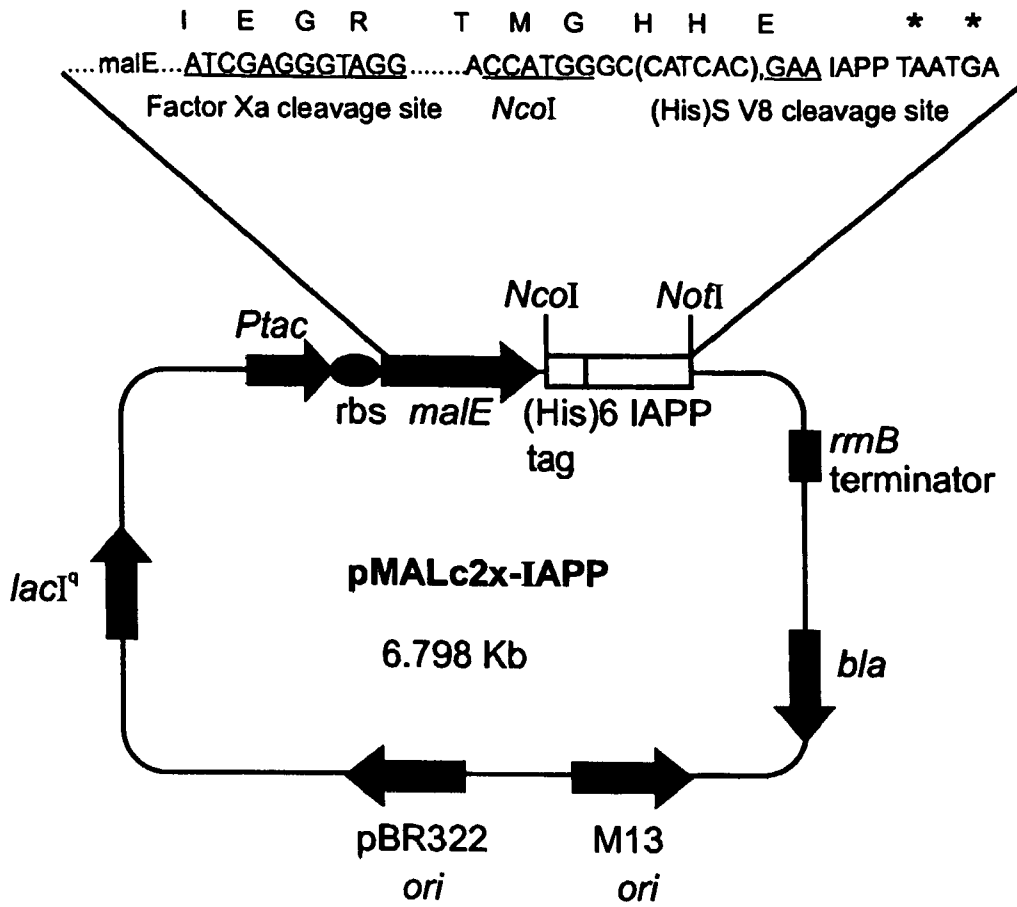 I E G R T M G H H E * *
....malE...ATCGAGGGTAGG........ACCATGGGC(CATCAC),GAA IAPP TAATGA
Factor Xa cleavage site NcoI (His)S V8 cleavage site
NcoI NotI
Ptac
rbs malE (His)6 IAPP
tag
rrnB
terminator
pMALc2x-IAPP
lacIq
6.798 Kb
bla
pBR322 M13
ori ori